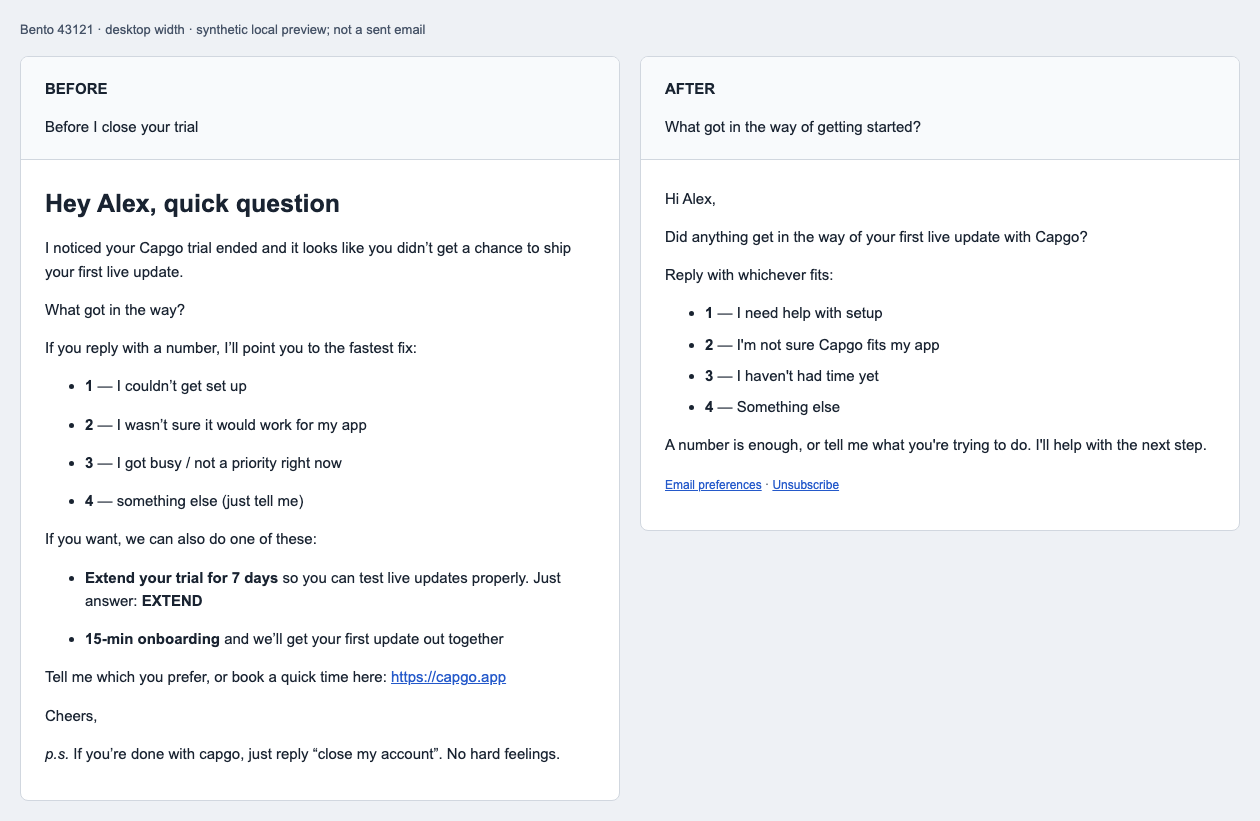 Bento 43121 · desktop width · synthetic local preview; not a sent email
BEFORE
Before I close your trial
Hey Alex, quick question
I noticed your Capgo trial ended and it looks like you didn’t get a chance to ship
your first live update.
What got in the way?
If you reply with a number, I’ll point you to the fastest fix:
• 1 — I couldn’t get set up
• 2 — I wasn’t sure it would work for my app
• 3 — I got busy / not a priority right now
• 4 — something else (just tell me)
If you want, we can also do one of these:
• Extend your trial for 7 days so you can test live updates properly. Just
answer: EXTEND
• 15-min onboarding and we’ll get your first update out together
Tell me which you prefer, or book a quick time here: https://capgo.app
Cheers,
p.s. If you’re done with capgo, just reply “close my account”. No hard feelings.
AFTER
What got in the way of getting started?
Hi Alex,
Did anything get in the way of your first live update with Capgo?
Reply with whichever fits:
• 1 — I need help with setup
• 2 — I'm not sure Capgo fits my app
• 3 — I haven't had time yet
• 4 — Something else
A number is enough, or tell me what you're trying to do. I'll help with the next step.
Email preferences · Unsubscribe